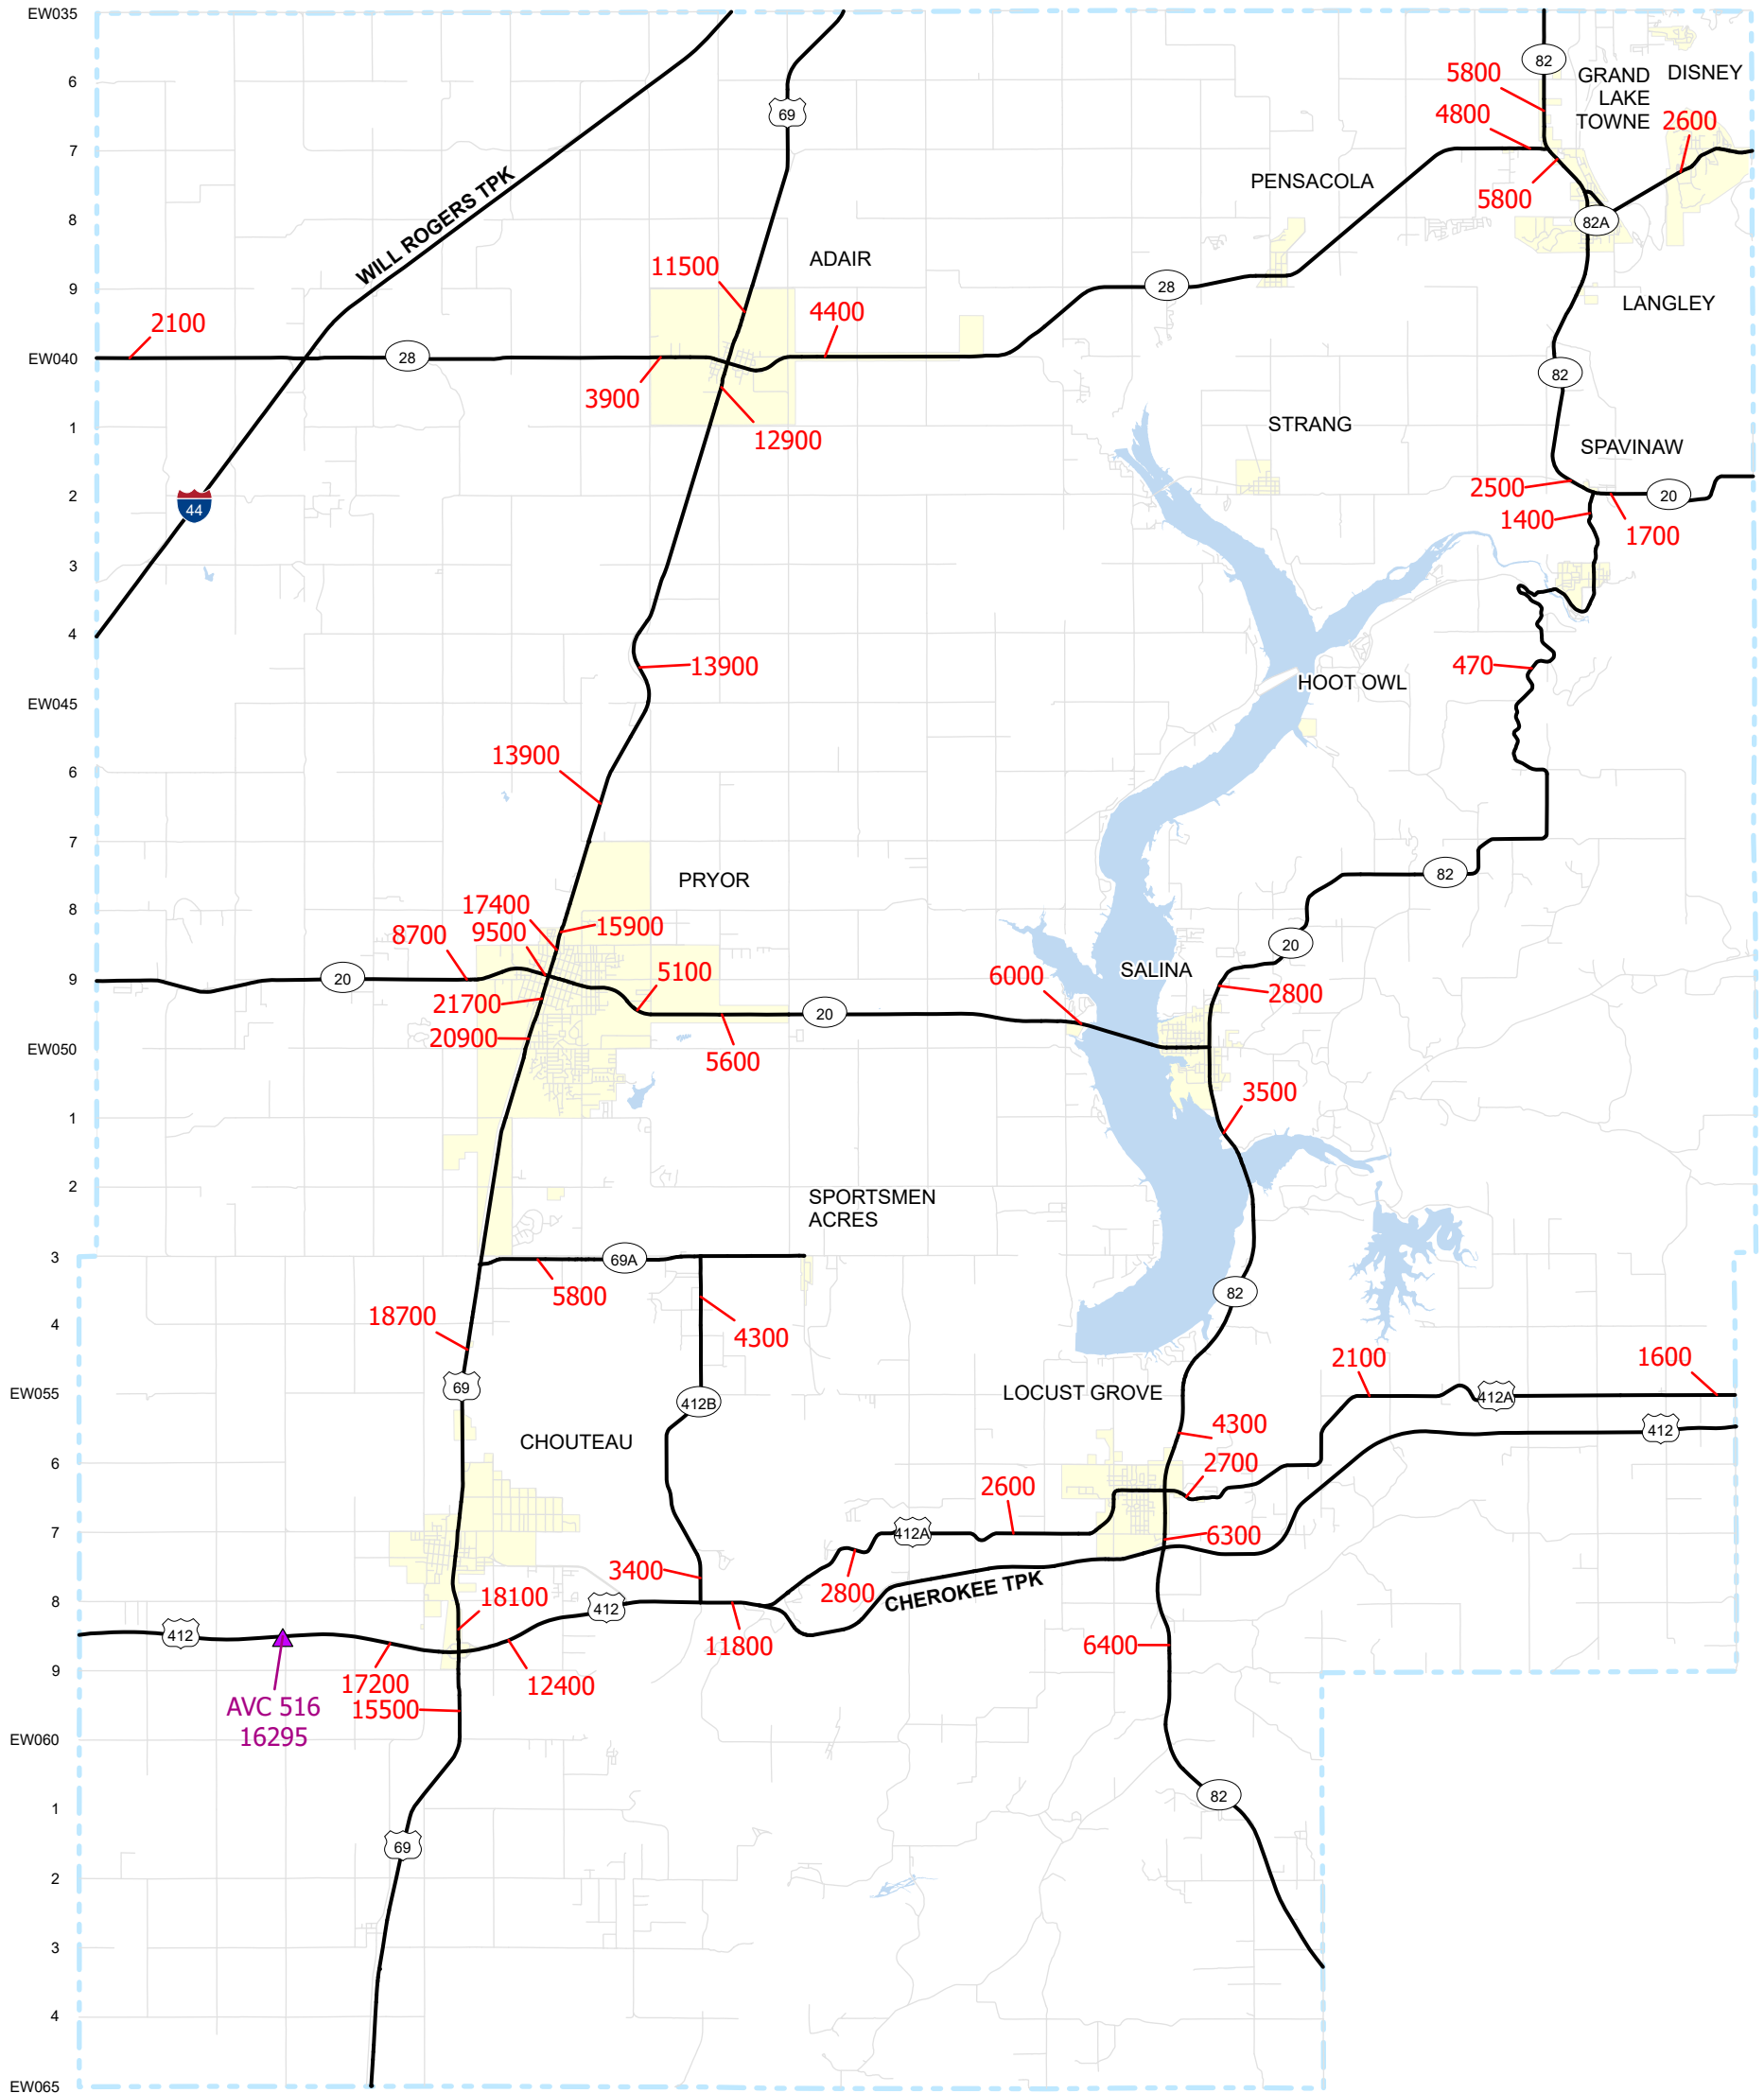 EW035
6
7
8
9
EW040
1
2
3
4
EW045
6
7
8
9
EW050
1
2
3
4
EW055
6
7
8
9
EW060
1
2
3
4
EW065
82
5800
GRAND
LAKE
TOWNE
DISNEY
4800
2600
69
WILL ROGERS TPK
PENSACOLA
5800
82A
ADAIR
11500
28
LANGLEY
2100
4400
28
3900
82
12900
STRANG
SPAVINAW
44
2500
20
1400
1700
13900
470
HOOT OWL
13900
PRYOR
82
17400
15900
9500
8700
20
20
5100
6000
SALINA
2800
21700
20
20900
5600
3500
SPORTSMEN
ACRES
69A
5800
82
18700
4300
2100
1600
69
412B
LOCUST GROVE
412A
412
CHOUTEAU
4300
2700
2600
412A
6300
3400
2800
CHEROKEE TPK
18100
412
412
11800
6400
17200
12400
15500
AVC 516
16295
82
69